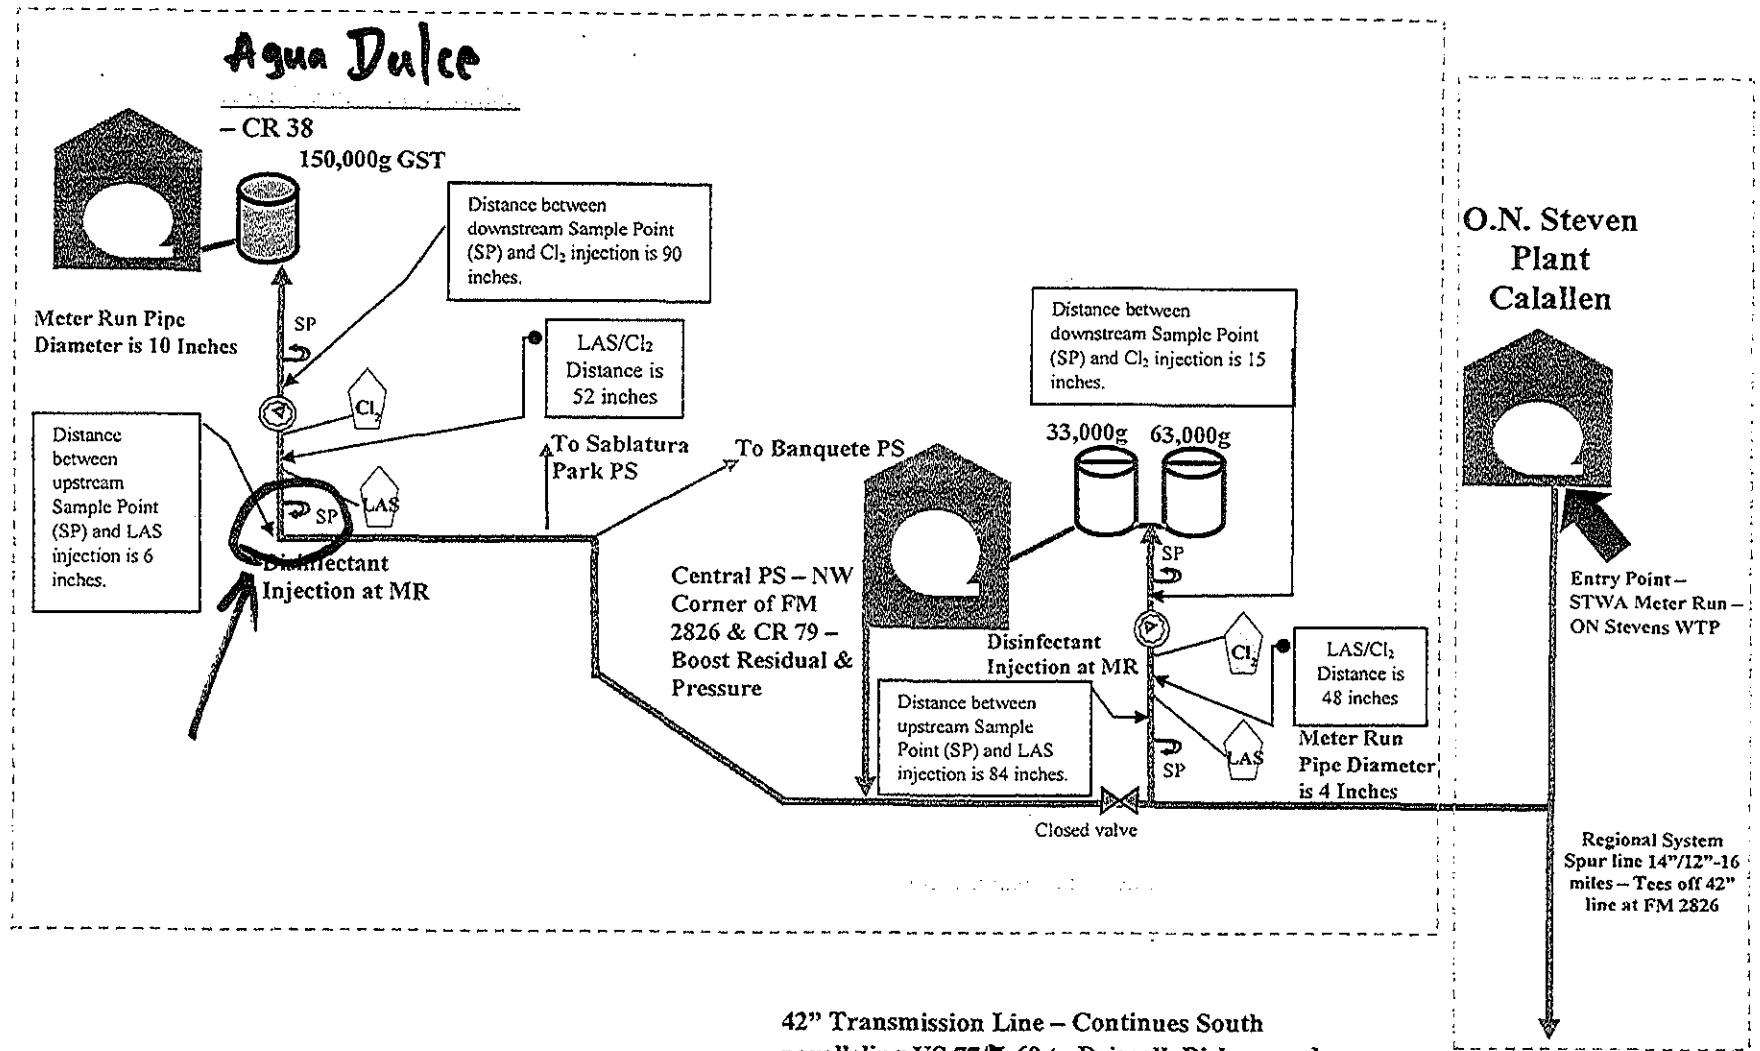 Agua Dulce
– CR 38
150,000g GST
Distance between
downstream Sample Point
(SP) and Cl₂ injection is 90
inches.
SP
Meter Run Pipe
Diameter is 10 Inches
LAS/Cl₂
Distance is
52 inches
Cl₂
Distance
between
upstream
Sample Point
(SP) and LAS
injection is 6
inches.
LAS
SP
Disinfectant
Injection at MR
To Sablatura
Park PS
To Banquete PS
Central PS – NW
Corner of FM
2826 & CR 79 –
Boost Residual &
Pressure
Distance between
downstream Sample Point
(SP) and Cl₂ injection is 15
inches.
33,000g 63,000g
SP
Disinfectant
Injection at MR
Cl₂
LAS/Cl₂
Distance is
48 inches
Distance between
upstream Sample
Point (SP) and LAS
injection is 84 inches.
LAS
SP
Meter Run
Pipe Diameter
is 4 Inches
Closed valve
O.N. Steven
Plant
Calallen
Entry Point –
STWA Meter Run –
ON Stevens WTP
Regional System
Spur line 14"/12"-16
miles – Tees off 42"
line at FM 2826
42” Transmission Line – Continues South